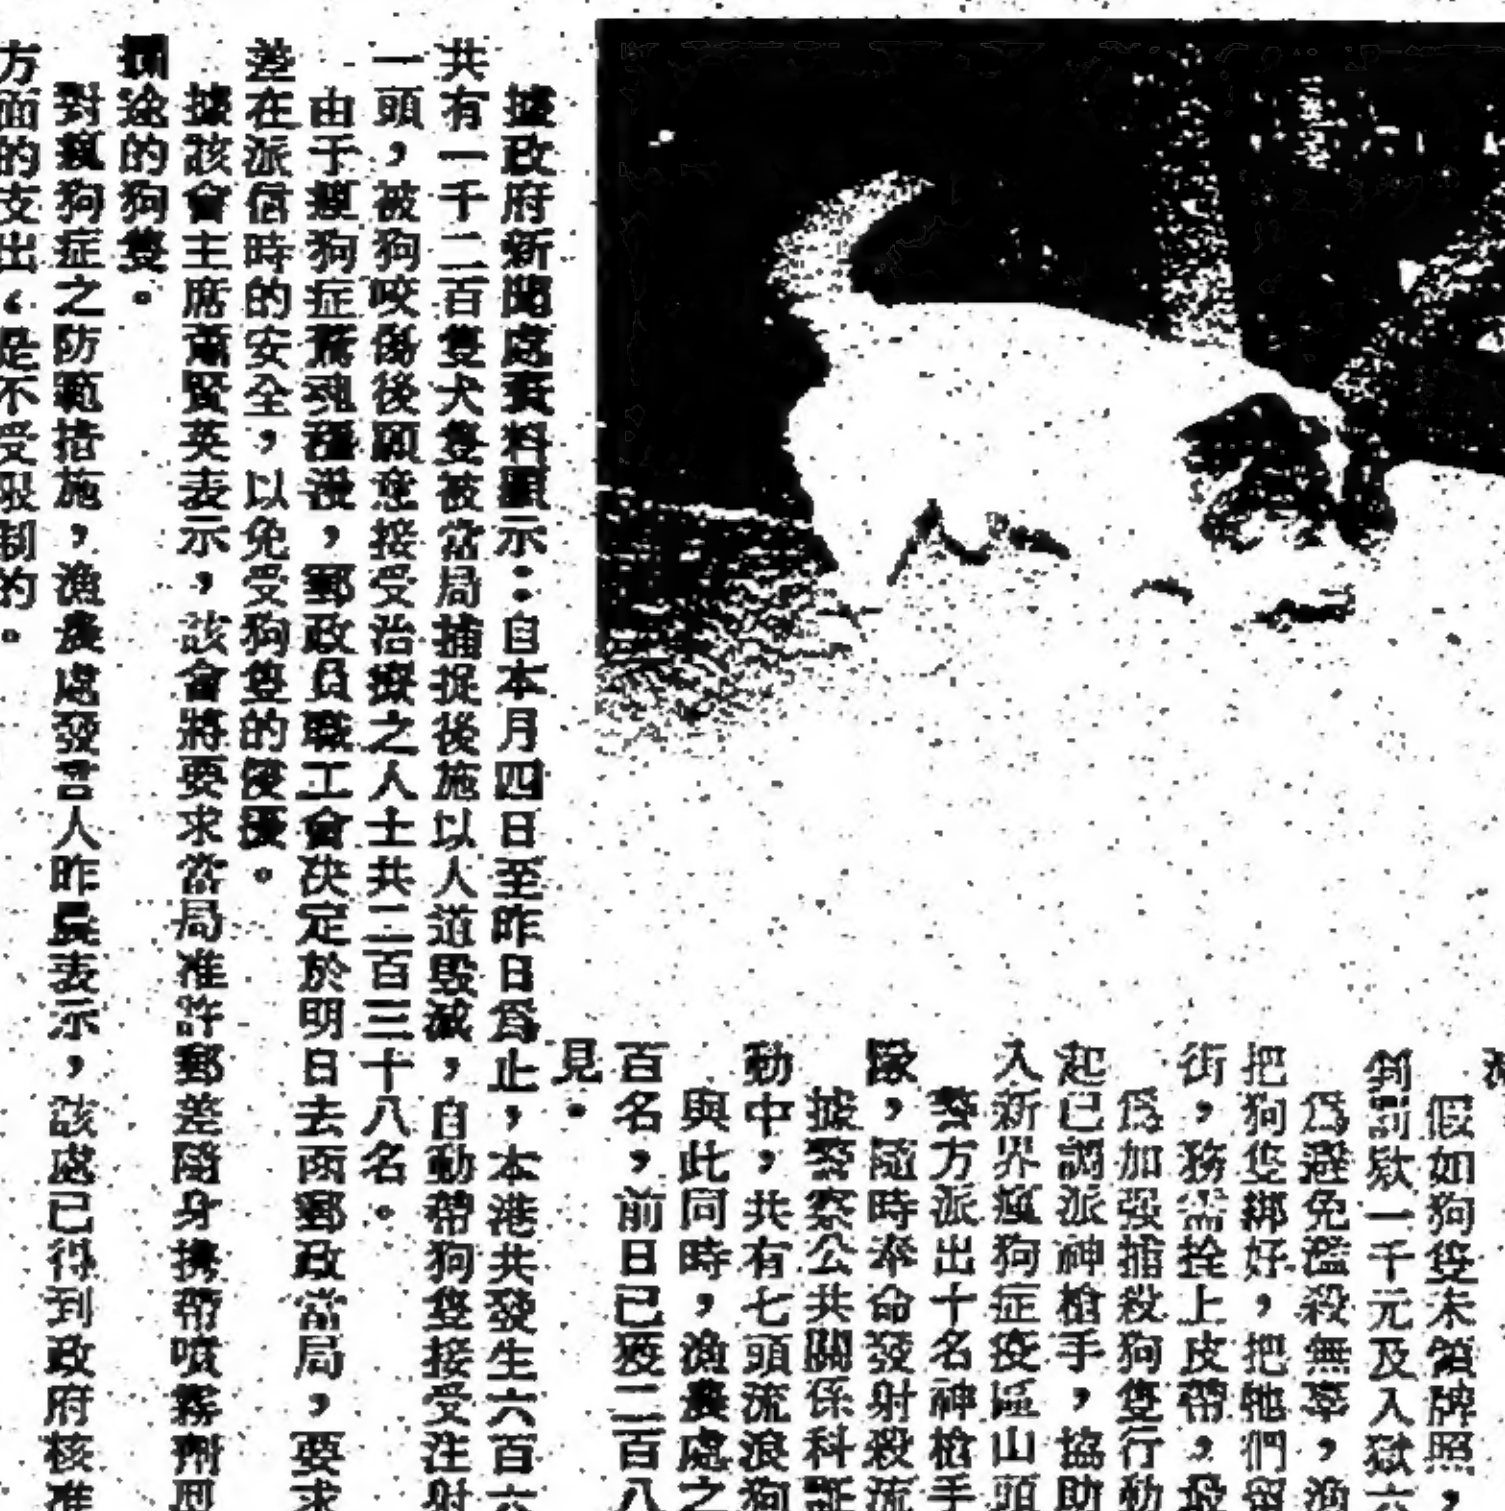 假如狗隻未領牌照，
罰欵一千元及入獄六
為避免濫殺無辜，漁
把狗隻綁好，把牠們留
街，務需拴上皮帶，
為加强捕殺狗隻行動
起已調派神槍手，協助
入新界瘋狗症疫區山頭
警方派出十名神槍手
隊，隨時奉命發射殺流
據警察公共關係科
動中，共有七頭流浪狗
與此同時，漁農處之
百名，前日已獲二百八
見。
據政府新聞處資料顯示：自本月四日至昨日為止，本港共發生六百六
共有一千二百隻犬隻被當局捕捉後施以人道毀滅，自動帶狗隻接受注射
一頭，被狗咬傷後願意接受治療之人士共二百三十八名。
由于瘋狗症驚魂瀰漫，郵政員職工會决定於明日去函郵政當局，要求
差在派信時的安全，以免受狗隻的侵擾。
據該會主席蕭賢英表示，該會將要求當局准許郵差隨身携帶噴霧劑
攔途的狗隻。
對瘋狗症之防範措施，漁農處發言人昨晨表示，該處已得到政府核准
方面的支出，是不受限制的。